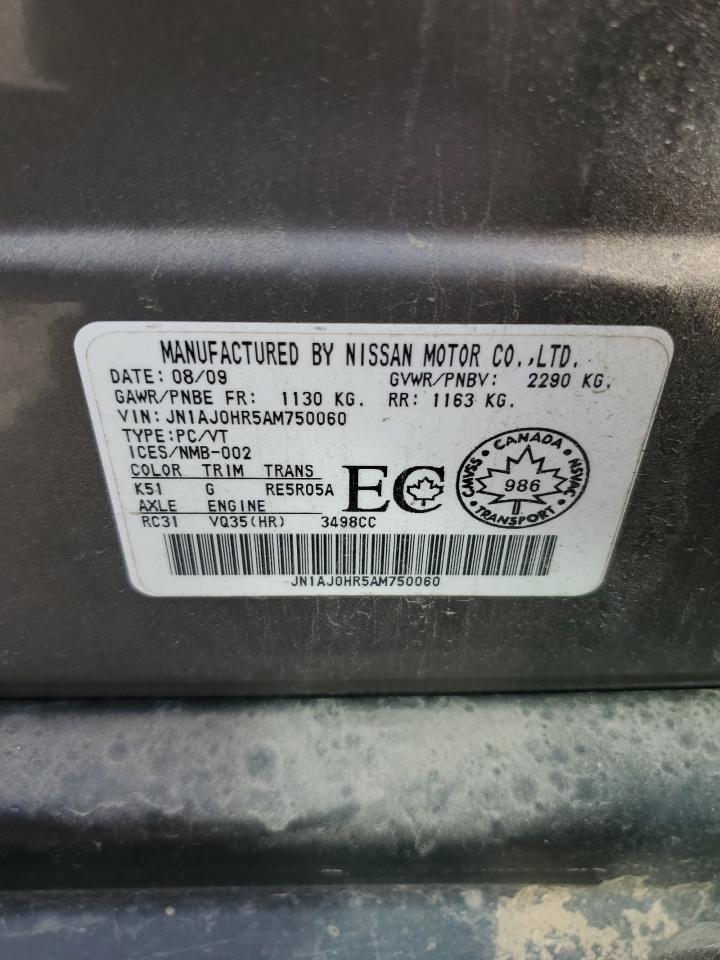 MANUFACTURED BY NISSAN MOTOR CO.,LTD.
DATE: 08/09 GVWR/PNBV: 2290 KG.
GAWR/PNBE FR: 1130 KG. RR: 1163 KG.
VIN: JN1AJ0HR5AM750060
TYPE:PC/VT
ICES/NMB-002
COLOR TRIM TRANS
K51 G RE5R05A
AXLE ENGINE
RC31 VQ35(HR) 3498CC
EC
CANADA
CMVSS 986 NSVAC
TRANSPORT
JN1AJ0HR5AM750060